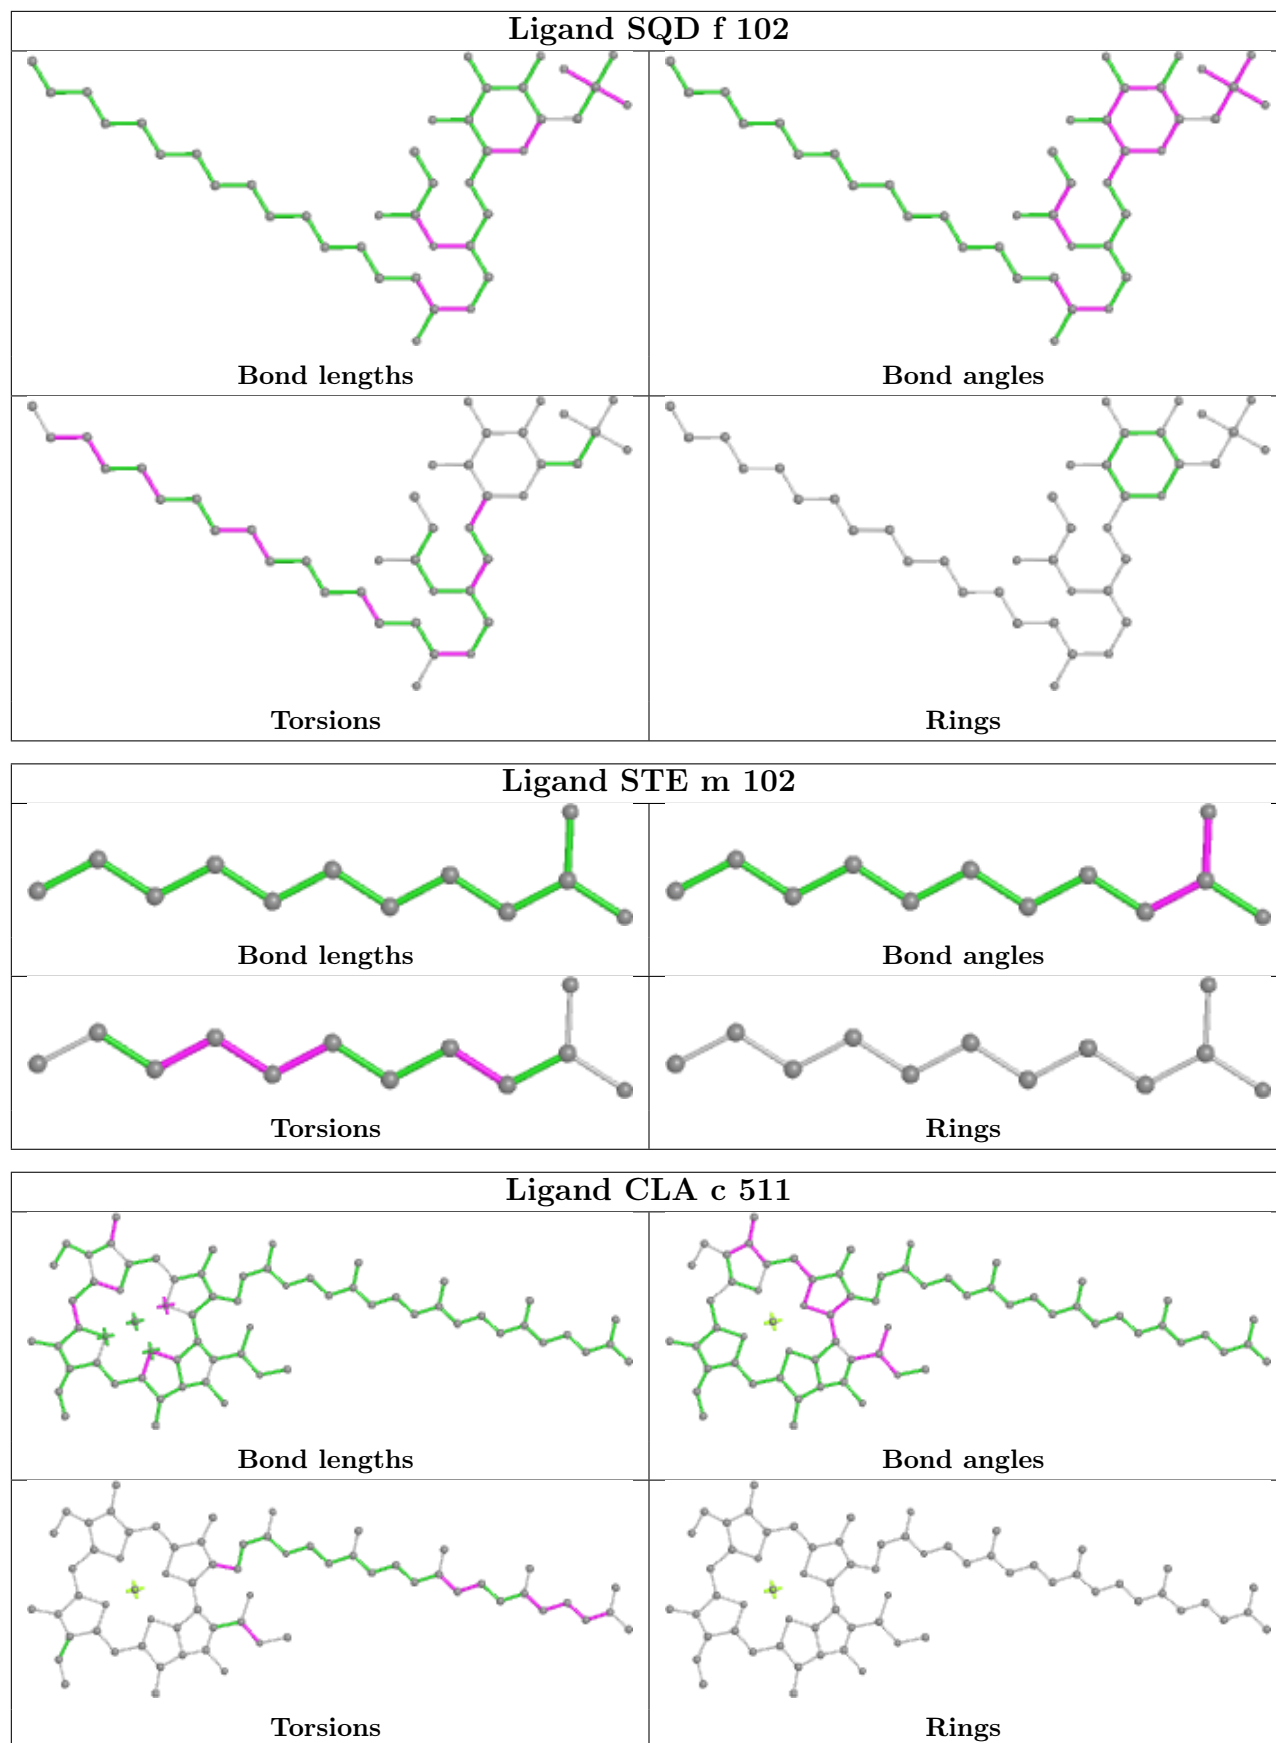 Ligand SQD f 102
Bond lengths
Bond angles
Torsions
Rings
Ligand STE m 102
Bond lengths
Bond angles
Torsions
Rings
Ligand CLA c 511
Bond lengths
Bond angles
Torsions
Rings